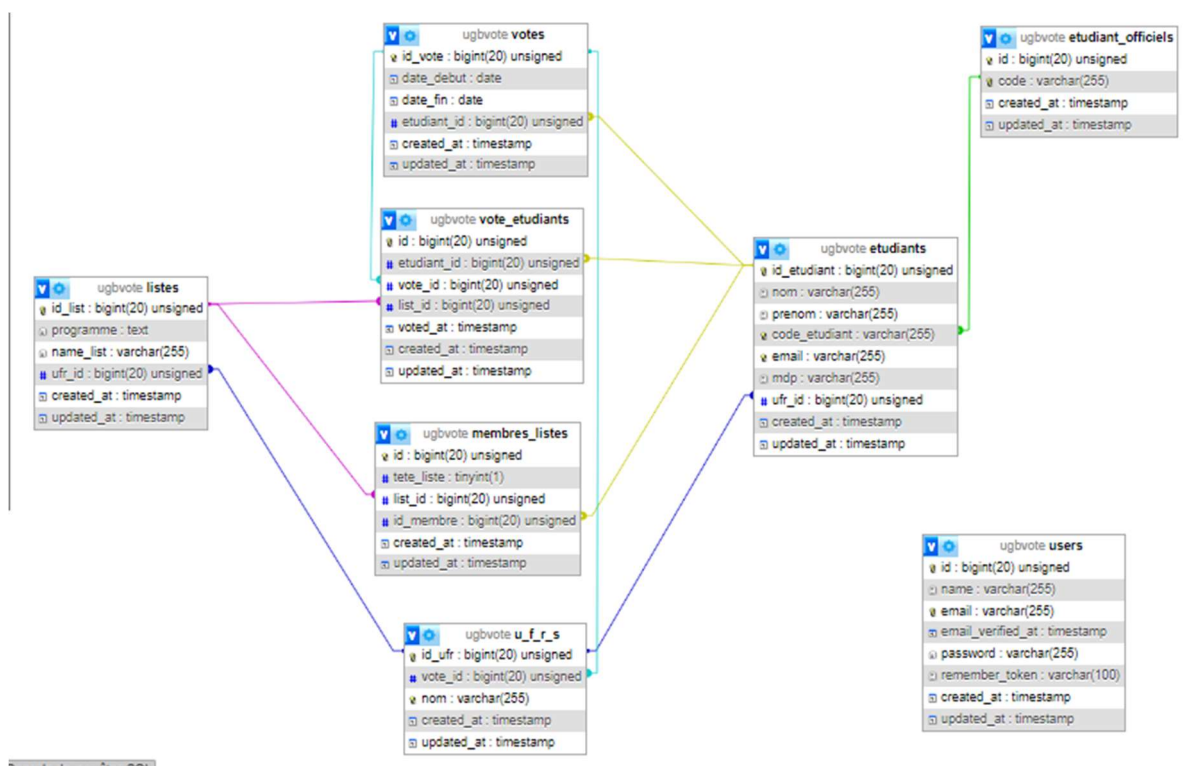 ugbvote votes
id_vote : bigint(20) unsigned
date_debut : date
date_fin : date
etudiant_id : bigint(20) unsigned
created_at : timestamp
updated_at : timestamp
ugbvote etudiant_officiels
id : bigint(20) unsigned
code : varchar(255)
created_at : timestamp
updated_at : timestamp
ugbvote vote_etudiants
id : bigint(20) unsigned
etudiant_id : bigint(20) unsigned
vote_id : bigint(20) unsigned
list_id : bigint(20) unsigned
voted_at : timestamp
created_at : timestamp
updated_at : timestamp
ugbvote etudiants
id_etudiant : bigint(20) unsigned
nom : varchar(255)
prenom : varchar(255)
code_etudiant : varchar(255)
email : varchar(255)
mdp : varchar(255)
ufr_id : bigint(20) unsigned
created_at : timestamp
updated_at : timestamp
ugbvote listes
id_list : bigint(20) unsigned
programme : text
name_list : varchar(255)
ufr_id : bigint(20) unsigned
created_at : timestamp
updated_at : timestamp
ugbvote membres_listes
id : bigint(20) unsigned
tete_liste : tinyint(1)
list_id : bigint(20) unsigned
id_membre : bigint(20) unsigned
created_at : timestamp
updated_at : timestamp
ugbvote users
id : bigint(20) unsigned
name : varchar(255)
email : varchar(255)
email_verified_at : timestamp
password : varchar(255)
remember_token : varchar(100)
created_at : timestamp
updated_at : timestamp
ugbvote u_f_r_s
id_ufr : bigint(20) unsigned
vote_id : bigint(20) unsigned
nom : varchar(255)
created_at : timestamp
updated_at : timestamp